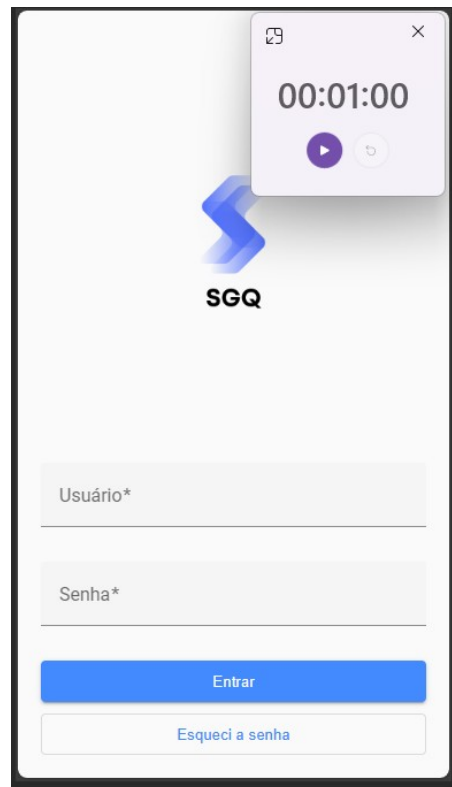 00:01:00
SGQ
Usuário*
Senha*
Entrar
Esqueci a senha